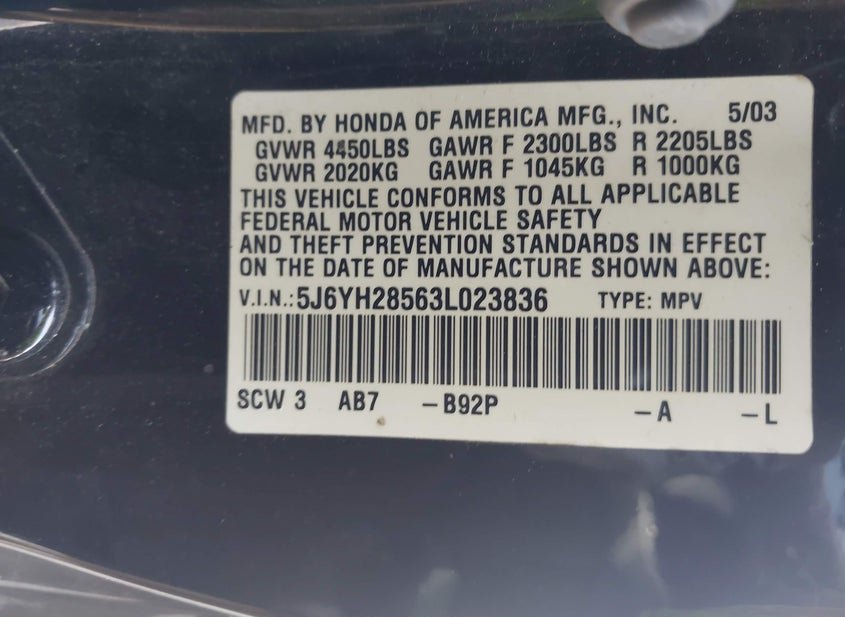 MFD. BY HONDA OF AMERICA MFG., INC. 5/03
GVWR 4450LBS GAWR F 2300LBS R 2205LBS
GVWR 2020KG GAWR F 1045KG R 1000KG
THIS VEHICLE CONFORMS TO ALL APPLICABLE
FEDERAL MOTOR VEHICLE SAFETY
AND THEFT PREVENTION STANDARDS IN EFFECT
ON THE DATE OF MANUFACTURE SHOWN ABOVE:
V.I.N.:5J6YH28563L023836 TYPE: MPV
SCW 3 AB7 -B92P -A -L